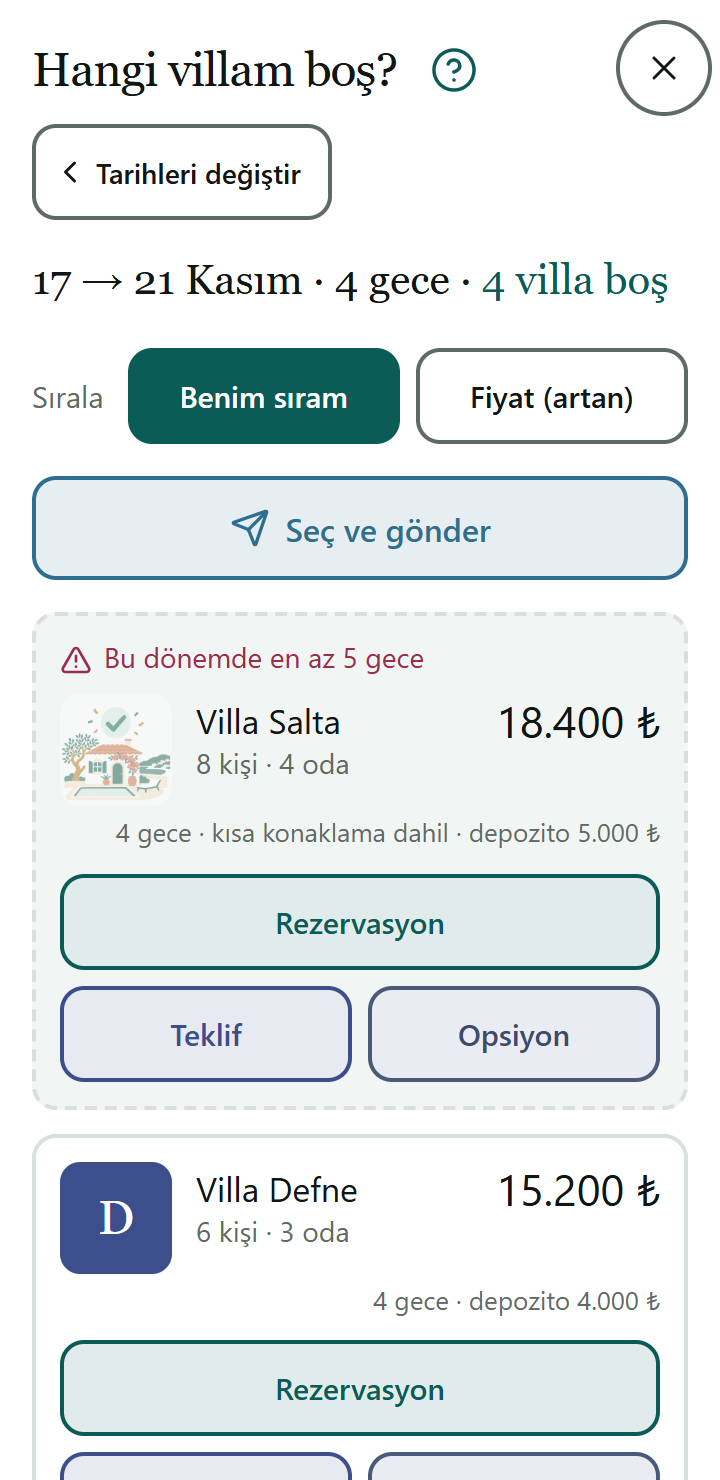 Hangi villam boş?
Tarihleri değiştir
17 → 21 Kasım · 4 gece · 4 villa boş
Sırala Benim sıram Fiyat (artan)
Seç ve gönder
Bu dönemde en az 5 gece
Villa Salta 18.400 ₺
8 kişi · 4 oda
4 gece · kısa konaklama dahil · depozito 5.000 ₺
Rezervasyon
Teklif Opsiyon
D Villa Defne 15.200 ₺
6 kişi · 3 oda
4 gece · depozito 4.000 ₺
Rezervasyon